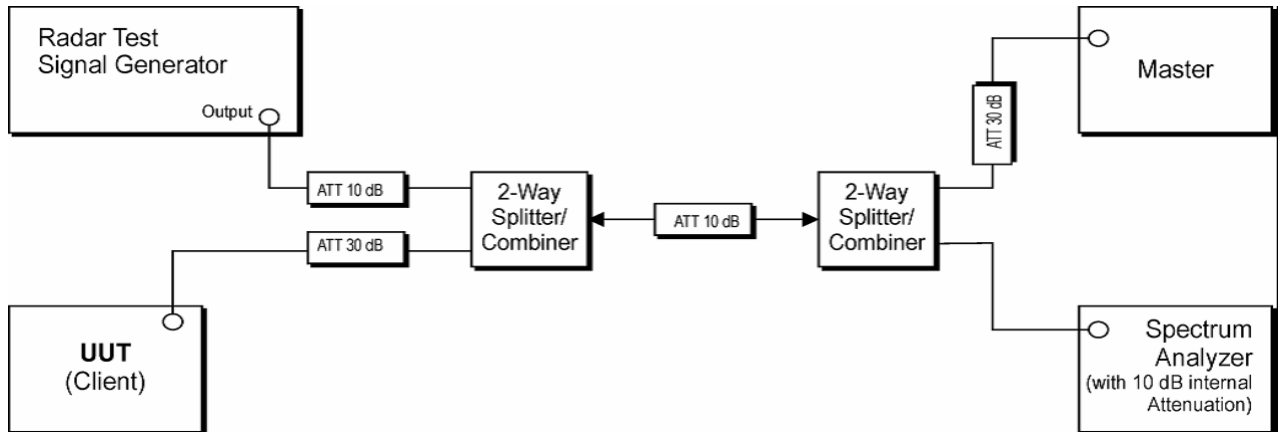 Radar Test
Signal Generator
Output
ATT 10 dB
ATT 30 dB
UUT
(Client)
2-Way
Splitter/
Combiner
ATT 10 dB
2-Way
Splitter/
Combiner
ATT 30 dB
Master
Spectrum
Analyzer
(with 10 dB internal
Attenuation)